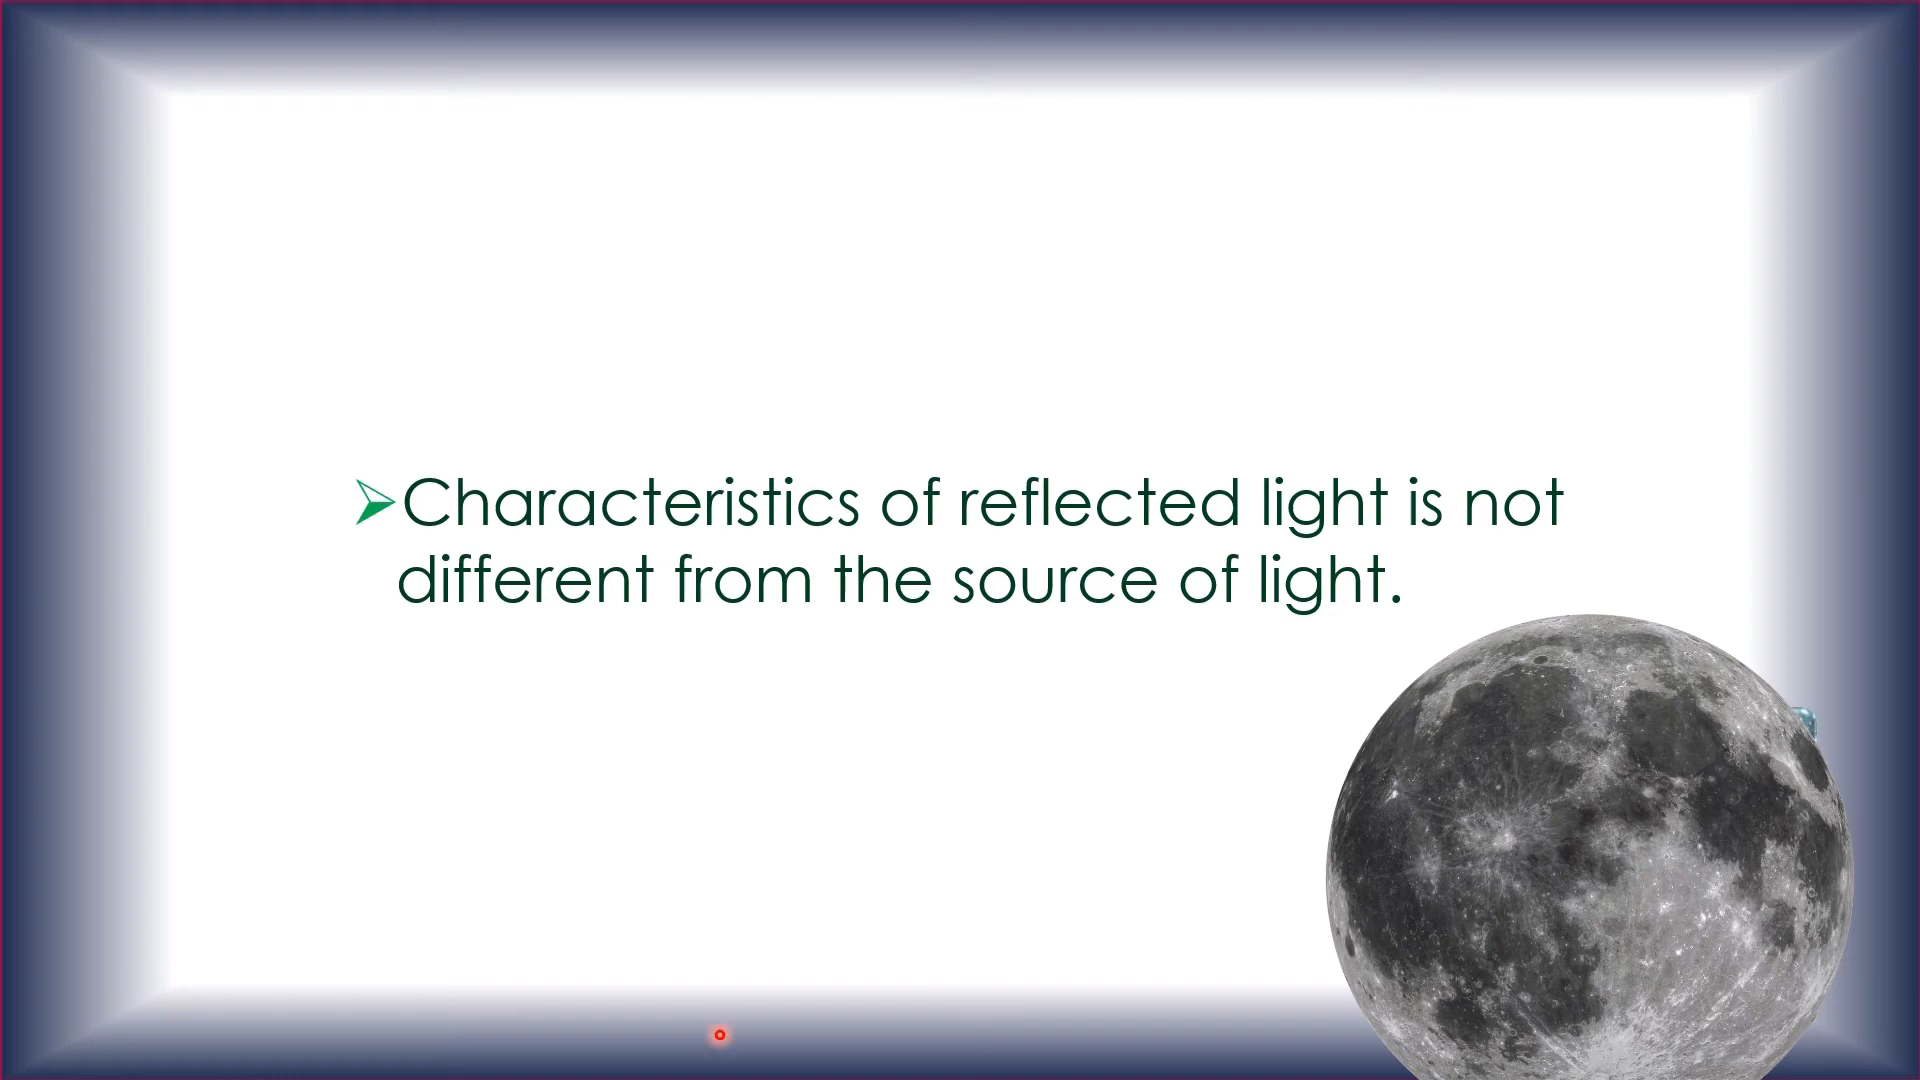 Characteristics of reflected light is not
different from the source of light.